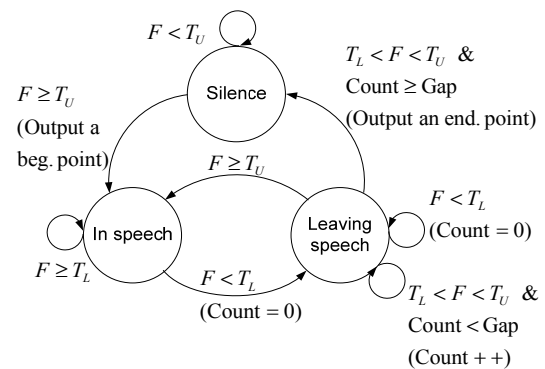 F < T_U
Silence
T_L < F < T_U &
Count ≥ Gap
(Output an end. point)
F ≥ T_U
(Output a
beg. point)
F ≥ T_U
In speech
Leaving
speech
F < T_L
(Count = 0)
F ≥ T_L
F < T_L
(Count = 0)
T_L < F < T_U &
Count < Gap
(Count + +)